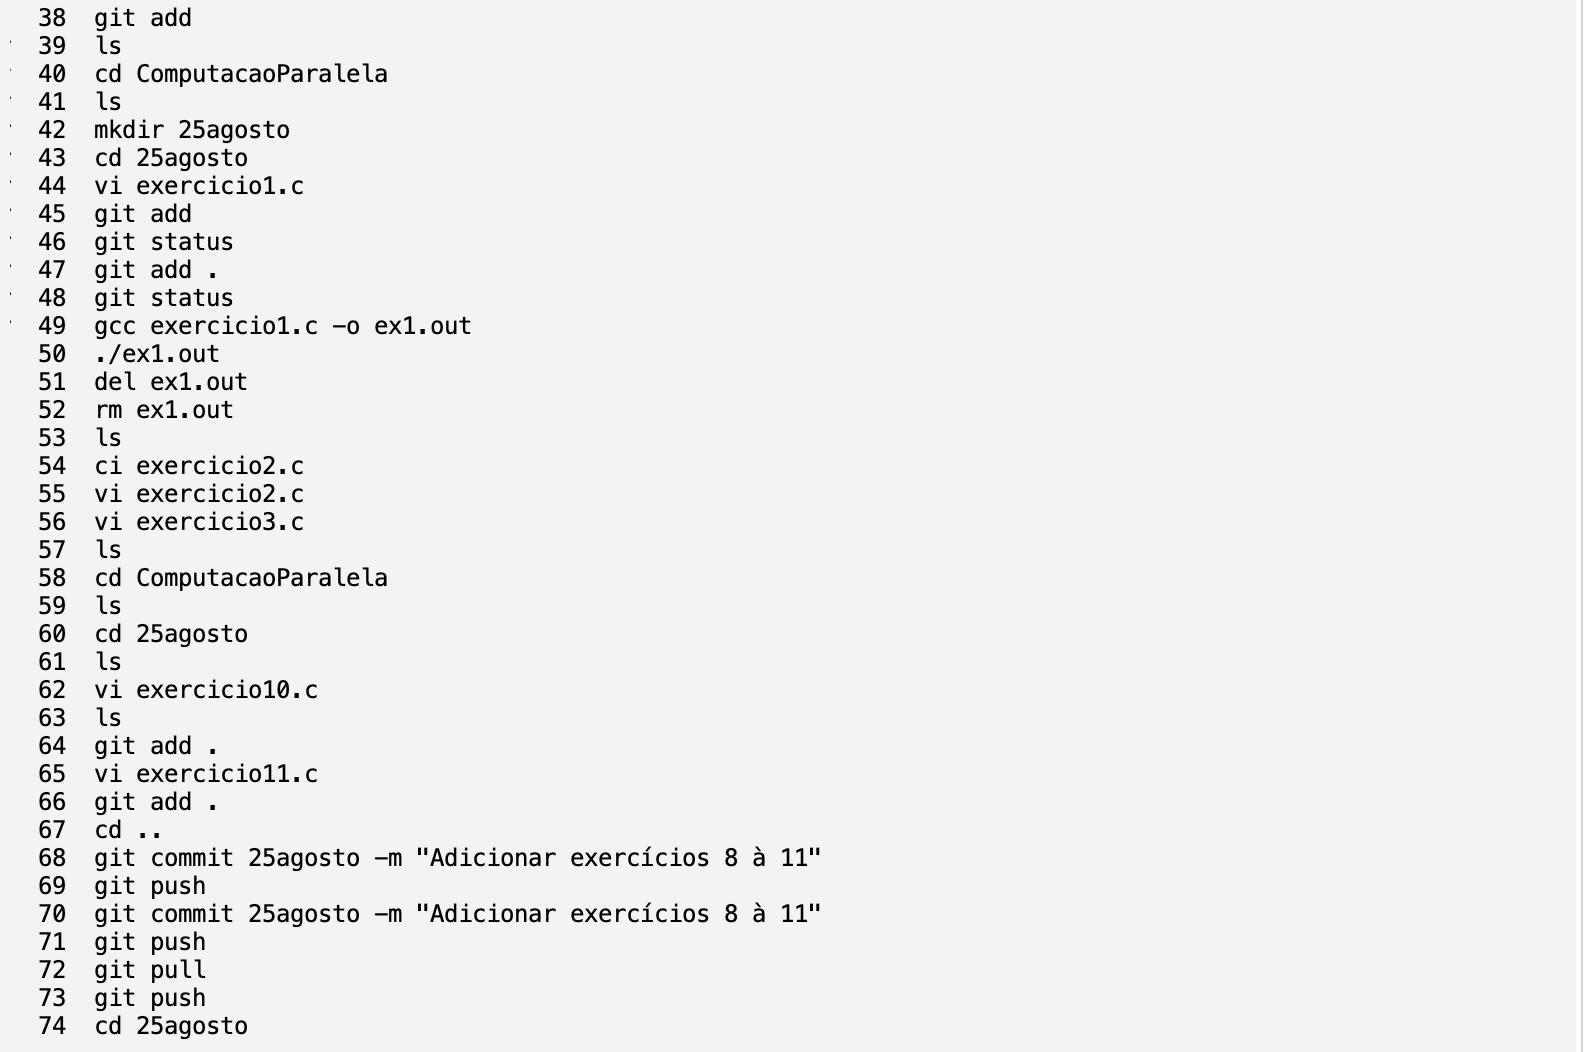 38 git add
39 ls
40 cd ComputacaoParalela
41 ls
42 mkdir 25agosto
43 cd 25agosto
44 vi exercicio1.c
45 git add
46 git status
47 git add .
48 git status
49 gcc exercicio1.c -o ex1.out
50 ./ex1.out
51 del ex1.out
52 rm ex1.out
53 ls
54 ci exercicio2.c
55 vi exercicio2.c
56 vi exercicio3.c
57 ls
58 cd ComputacaoParalela
59 ls
60 cd 25agosto
61 ls
62 vi exercicio10.c
63 ls
64 git add .
65 vi exercicio11.c
66 git add .
67 cd ..
68 git commit 25agosto -m "Adicionar exercícios 8 à 11"
69 git push
70 git commit 25agosto -m "Adicionar exercícios 8 à 11"
71 git push
72 git pull
73 git push
74 cd 25agosto